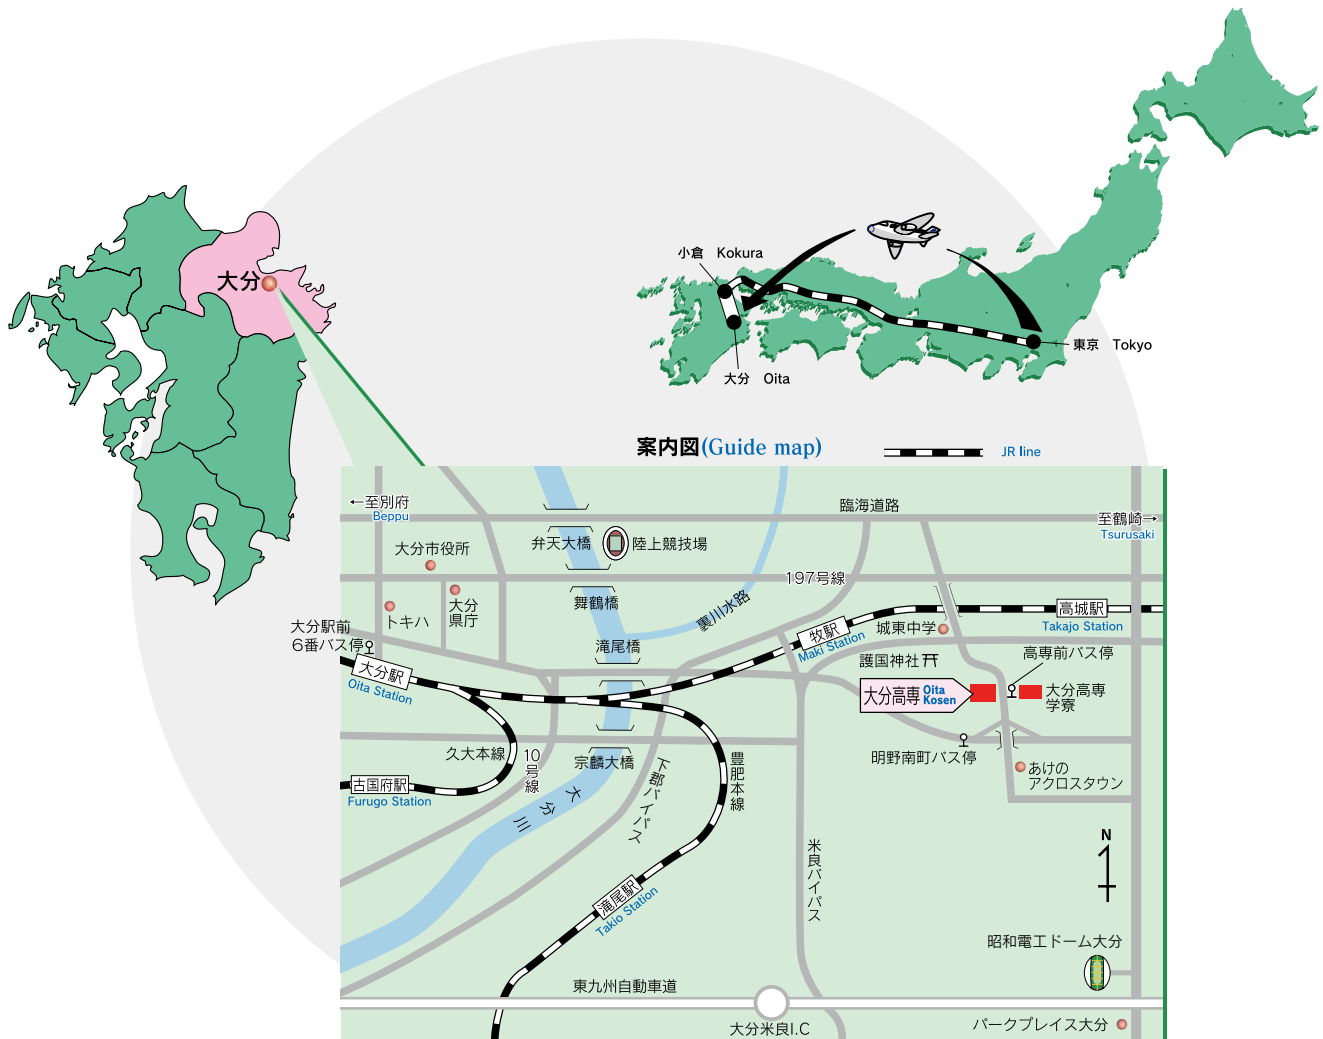 大分
小倉 Kokura
大分 Oita
東京 Tokyo
案内図(Guide map)
JR line
←至別府
Beppu
臨海道路
至鶴崎→
Tsurusaki
大分市役所
弁天大橋
陸上競技場
197号線
トキハ
大分
県庁
舞鶴橋
裏川水路
高城駅
Takajo Station
大分駅前
6番バス停
大分駅
Oita Station
滝尾橋
牧駅
Maki Station
城東中学
護国神社
高専前バス停
大分高専
Oita
Kosen
大分高専
学寮
明野南町バス停
あけの
アクロスタウン
久大本線
10号線
宗麟大橋
下郡バイパス
豊肥本線
古国府駅
Furugo Station
大分川
米良バイパス
N
滝尾駅
Takio Station
昭和電工ドーム大分
東九州自動車道
大分米良I.C
パークプレイス大分